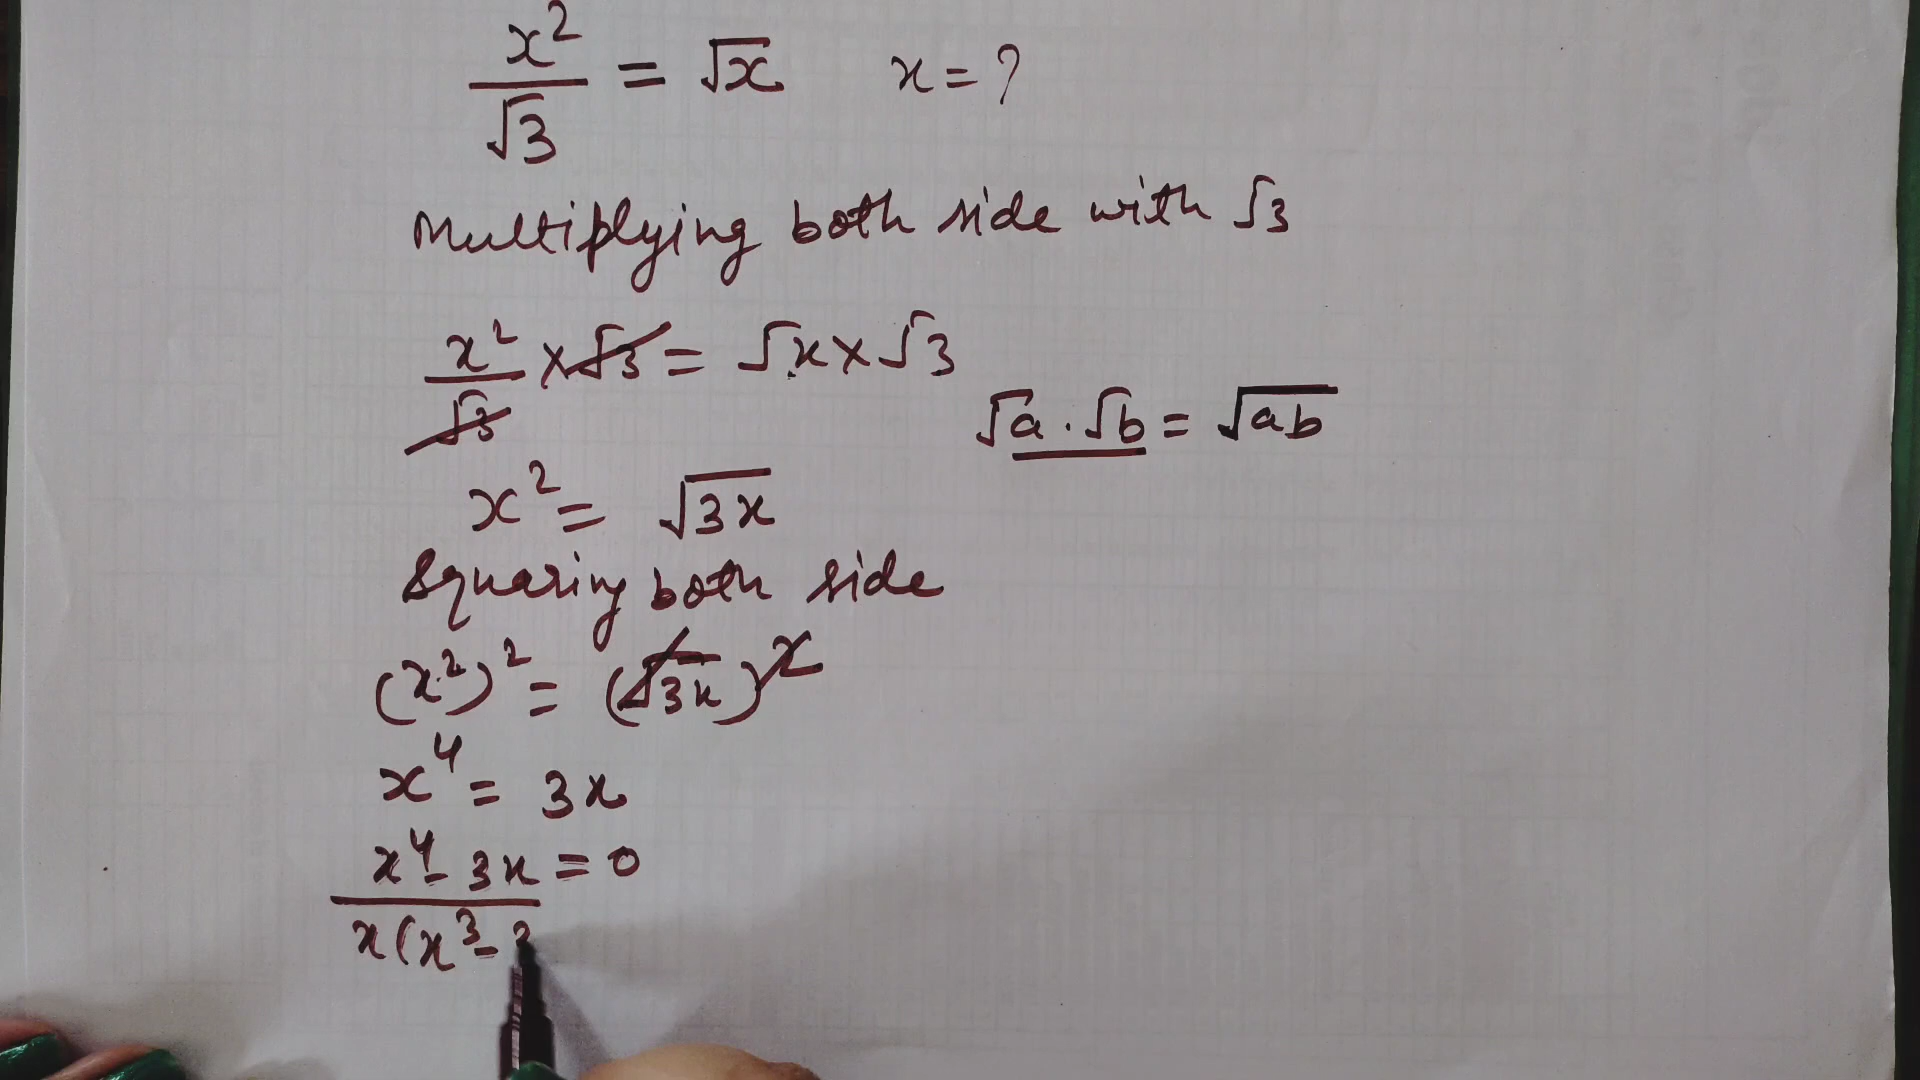 x²/√3 = √x x = ?
Multiplying both side with √3
x²/√3 × √3 = √x × √3
√a . √b = √ab
x² = √3x
Squaring both side
(x²)² = (√3x)²
x⁴ = 3x
x⁴ - 3x = 0
x(x³ -